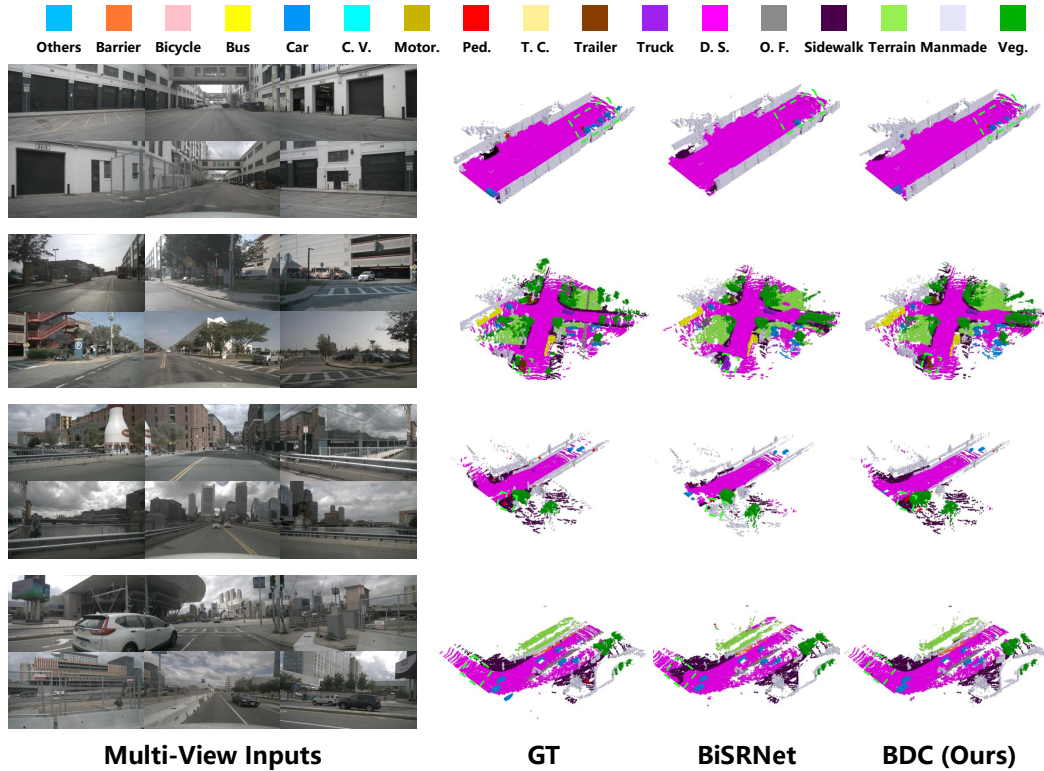 Others Barrier Bicycle Bus Car C. V. Motor. Ped. T. C. Trailer Truck D. S. O. F. Sidewalk Terrain Manmade Veg.
Multi-View Inputs GT BiSRNet BDC (Ours)